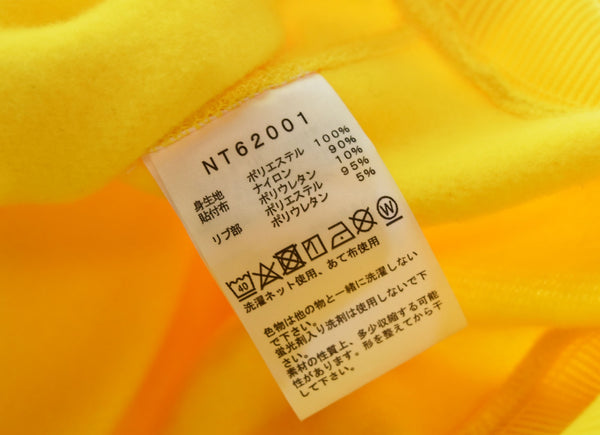 NT62001
身生地 ポリエステル 100%
貼付布 ナイロン 90%
ポリウレタン 10%
リブ部 ポリエステル 95%
ポリウレタン 5%
40 W
洗濯ネット使用、あて布使用
色物は他の物と一緒に洗濯しない
で下さい。
蛍光剤入り洗剤は使用しないで下
さい。
素材の性質上、多少収縮する可能
性があります。形を整えてから干
して下さい。